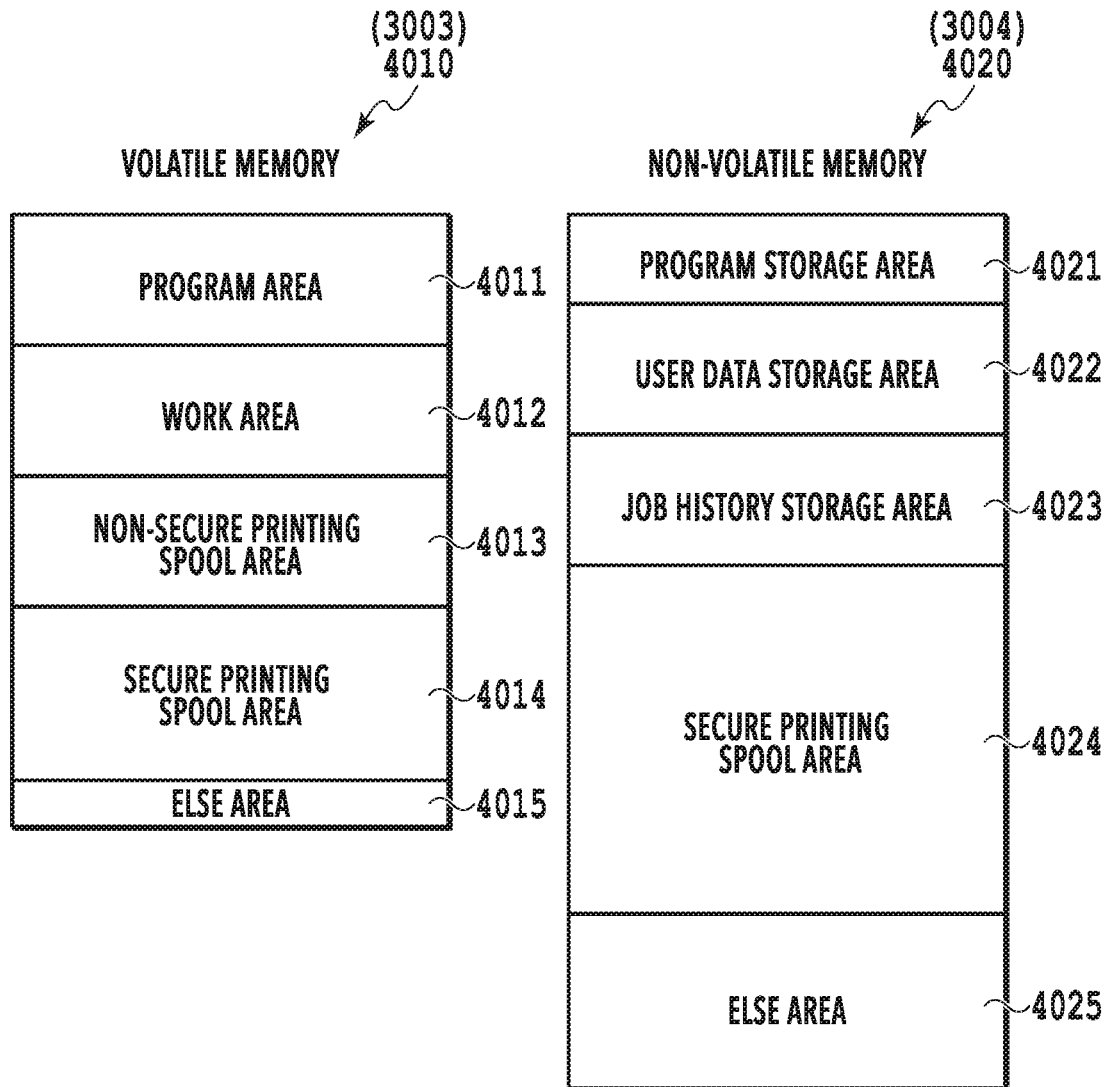 (3003)
4010
VOLATILE MEMORY
PROGRAM AREA
4011
WORK AREA
4012
NON-SECURE PRINTING
SPOOL AREA
4013
SECURE PRINTING
SPOOL AREA
4014
ELSE AREA
4015
(3004)
4020
NON-VOLATILE MEMORY
PROGRAM STORAGE AREA
4021
USER DATA STORAGE AREA
4022
JOB HISTORY STORAGE AREA
4023
SECURE PRINTING
SPOOL AREA
4024
ELSE AREA
4025